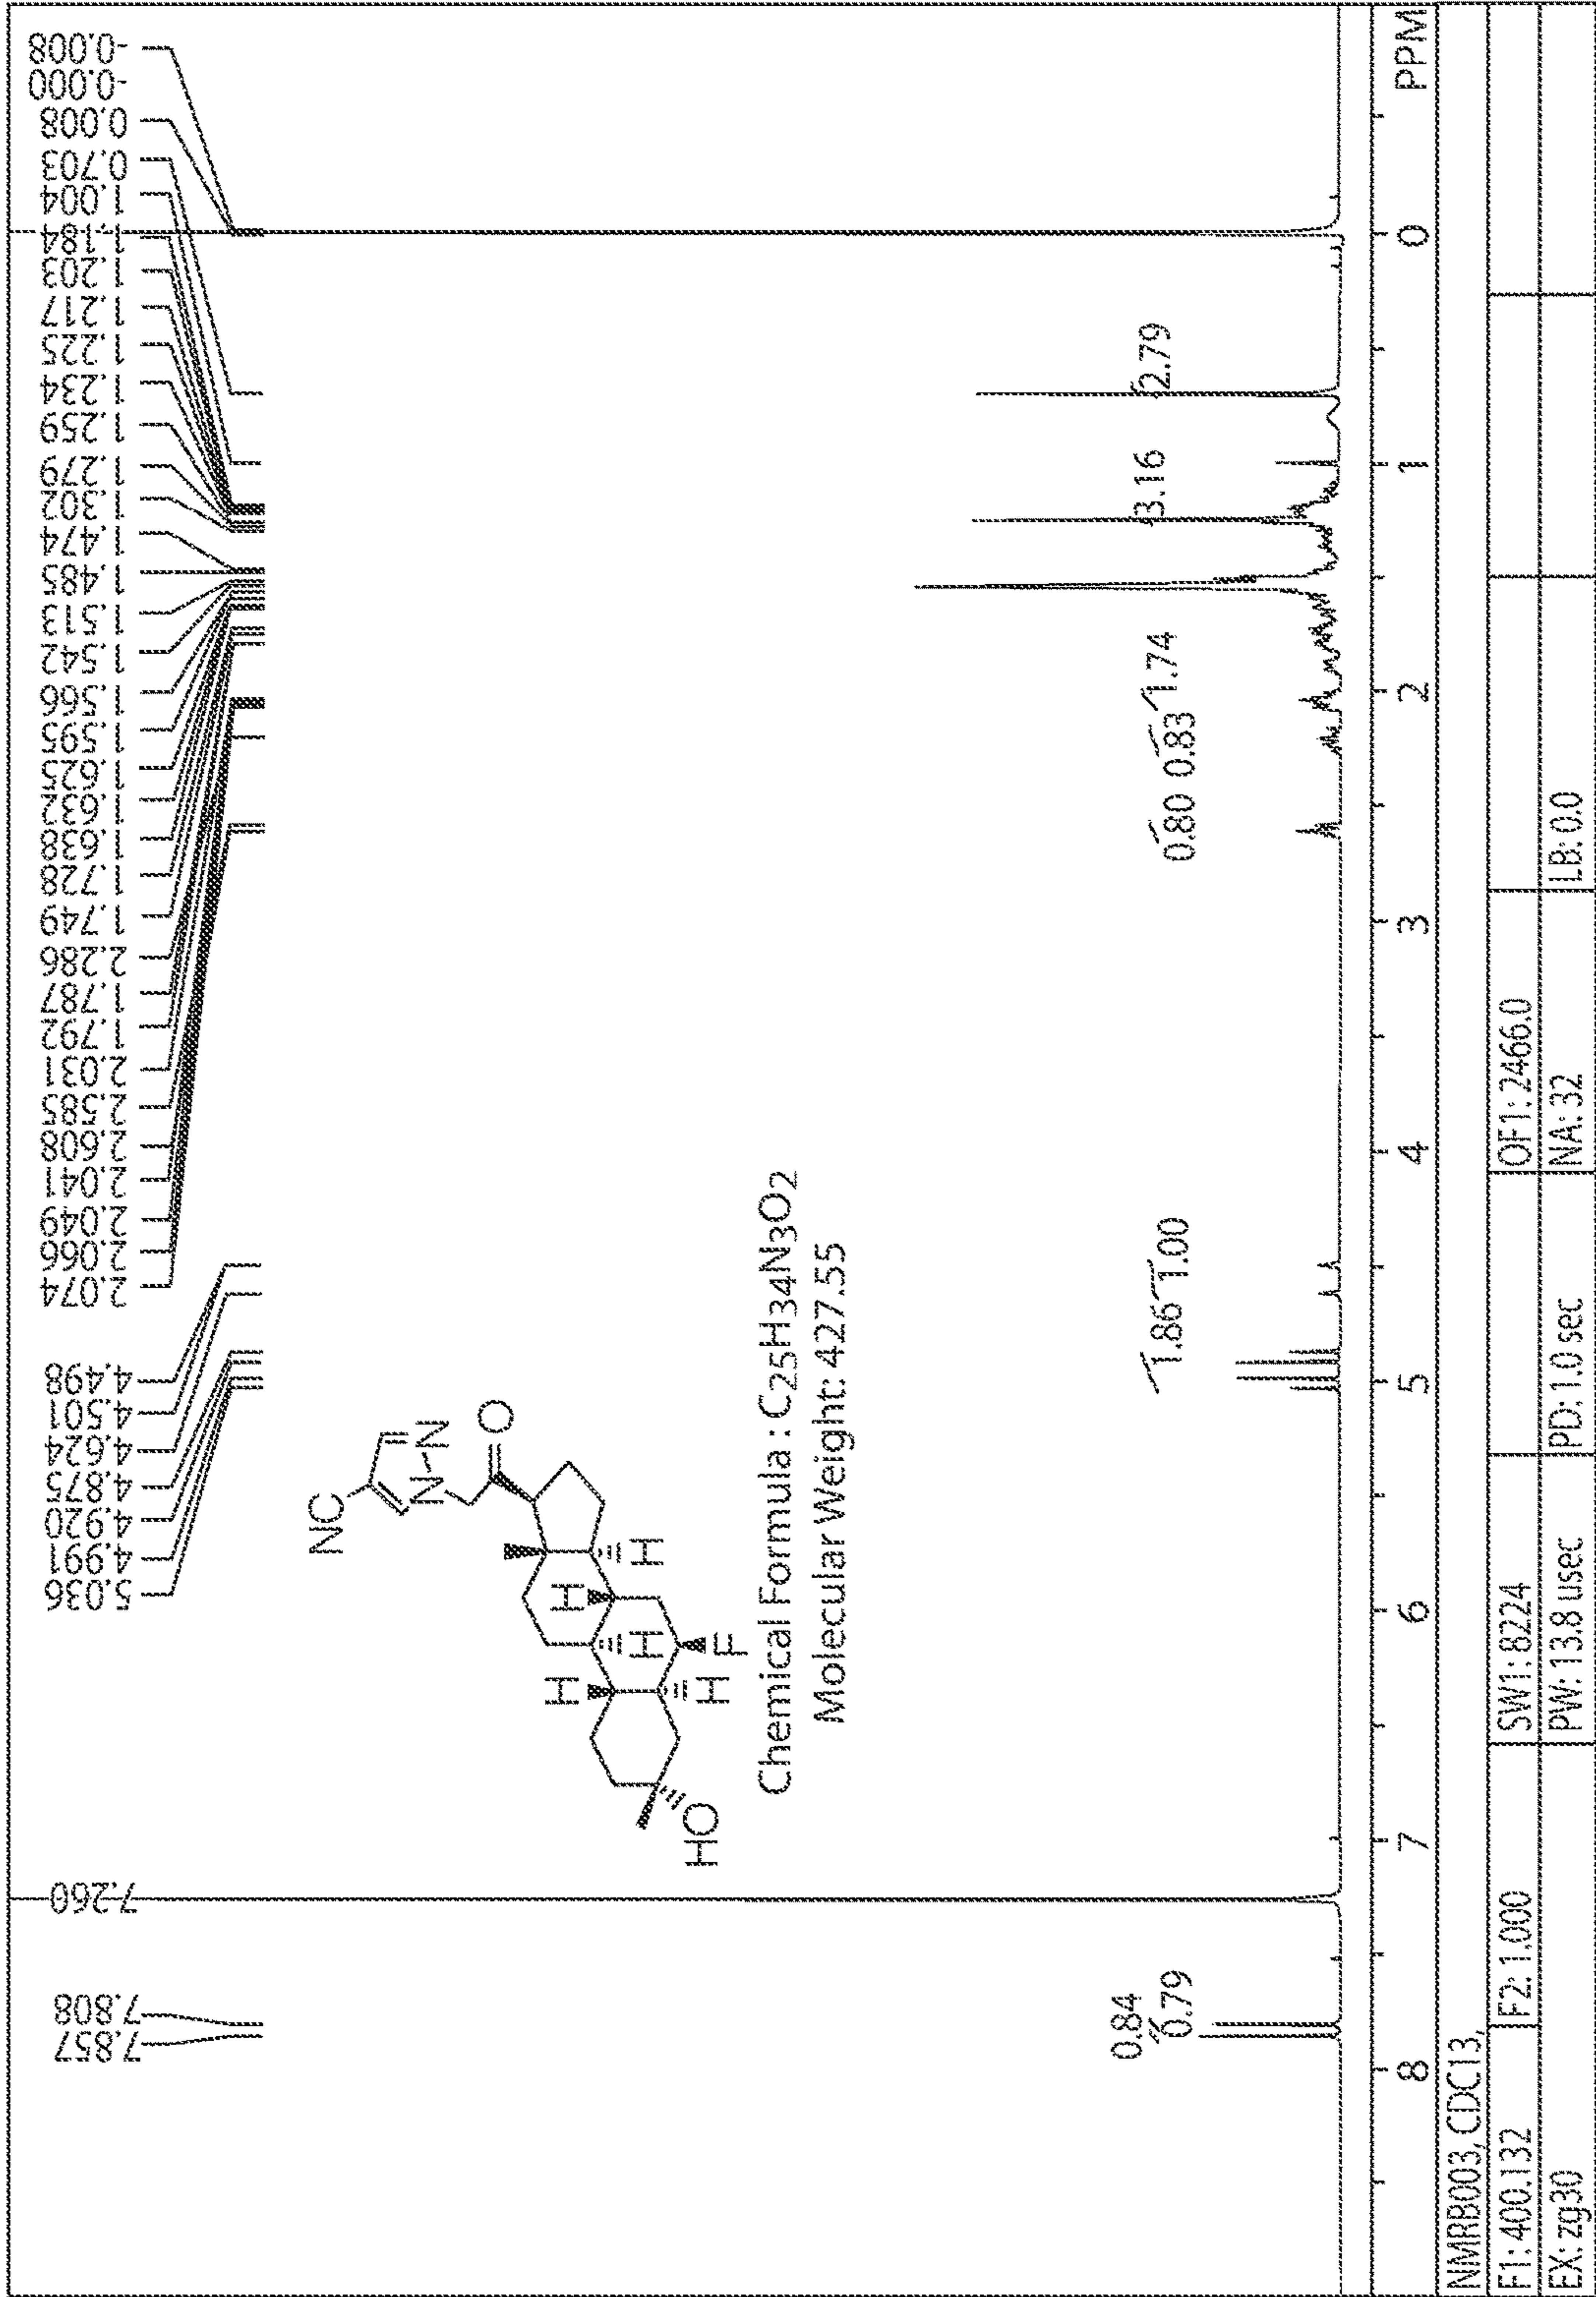 7.857
7.808
7.260
5.036
4.991
4.920
4.875
4.624
4.501
4.498
2.074
2.066
2.049
2.041
2.608
2.585
2.031
1.792
1.787
2.286
1.749
1.728
1.638
1.632
1.625
1.595
1.566
1.542
1.513
1.485
1.474
1.302
1.279
1.259
1.234
1.225
1.217
1.203
1.184
1.004
0.703
0.008
-0.000
-0.008
NC
N
N
O
H
H
H
H
H
F
HO
Chemical Formula : C25H34N3O2
Molecular Weight: 427.55
0.84
0.79
1.86 1.00
0.80 0.83 1.74
3.16
2.79
8 7 6 5 4 3 2 1 0 PPM
NMRB003, CDC13,
F1: 400.132 F2: 1.000 SW1: 8224 OF1: 2466.0
EX: zg30 PW: 13.8 usec PD: 1.0 sec NA: 32 LB: 0.0